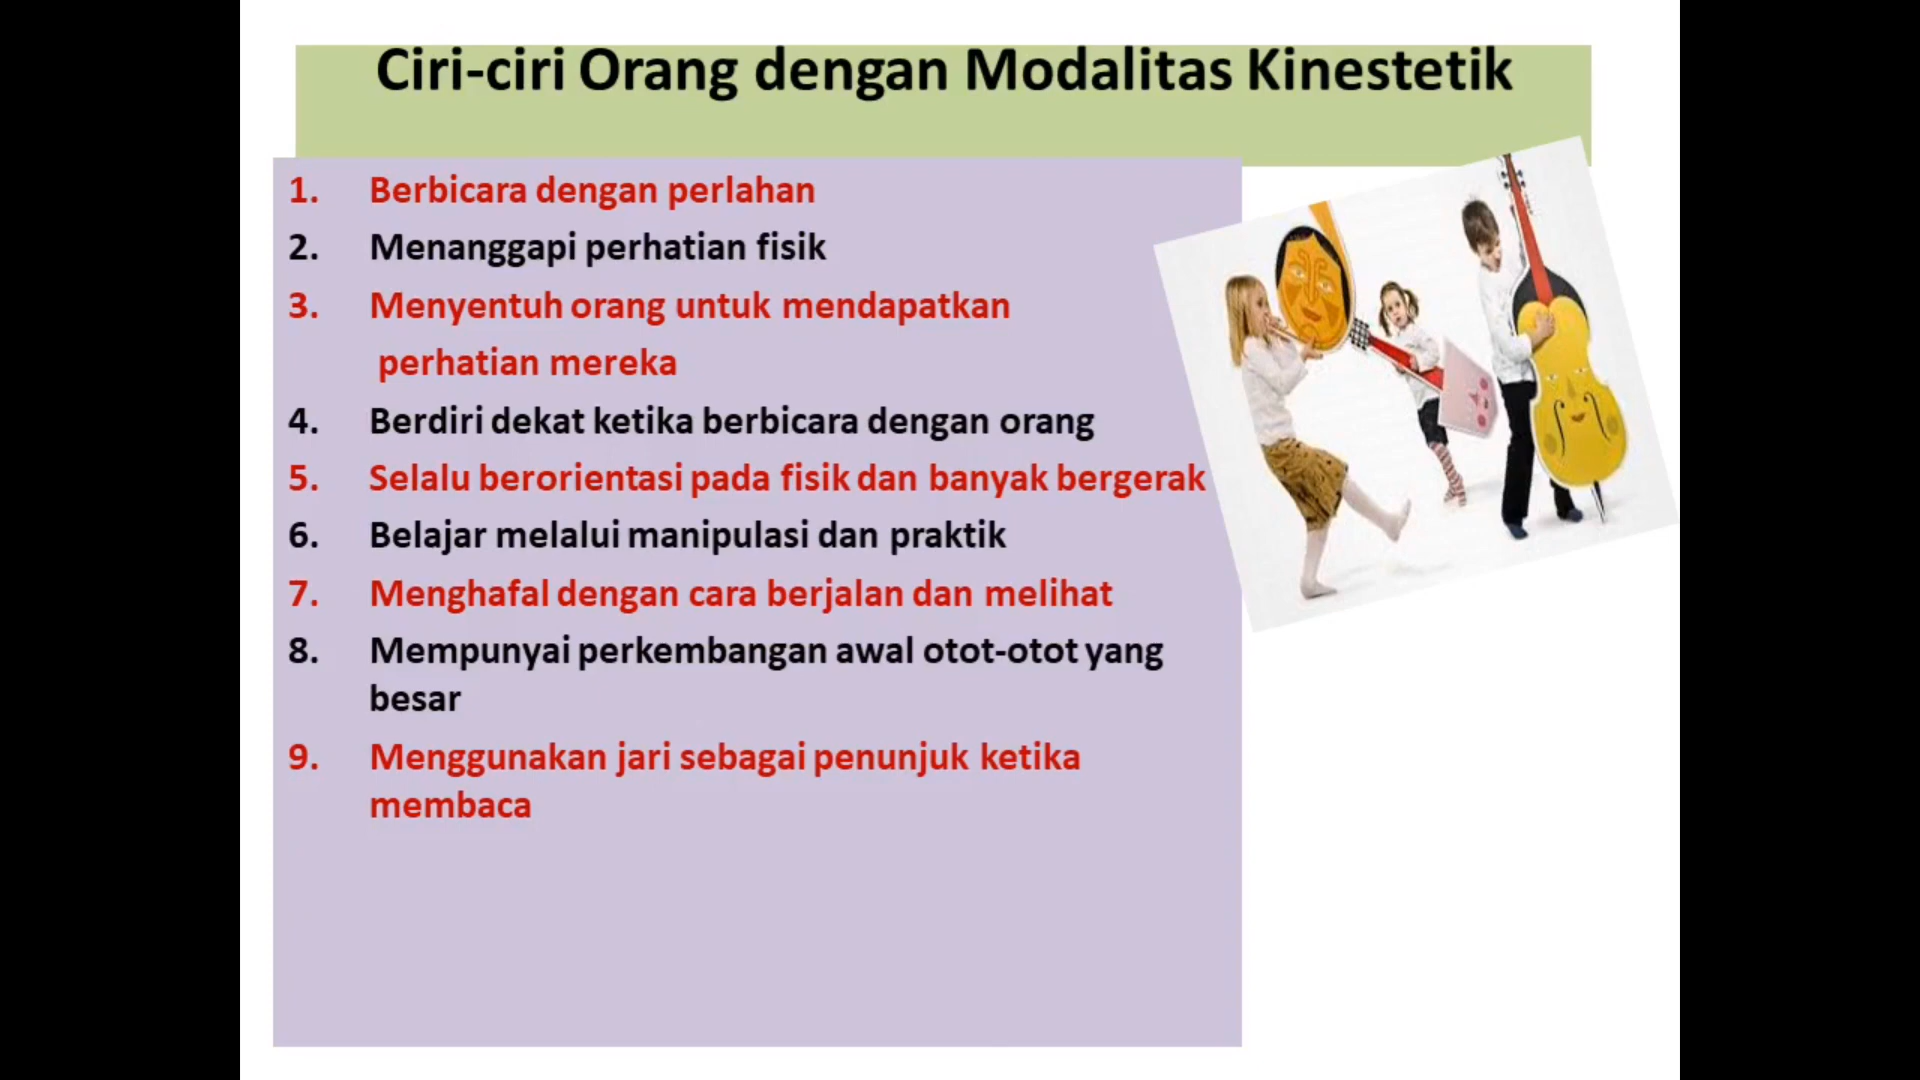 Ciri-ciri Orang dengan Modalitas Kinestetik
1. Berbicara dengan perlahan
2. Menanggapi perhatian fisik
3. Menyentuh orang untuk mendapatkan
perhatian mereka
4. Berdiri dekat ketika berbicara dengan orang
5. Selalu berorientasi pada fisik dan banyak bergerak
6. Belajar melalui manipulasi dan praktik
7. Menghafal dengan cara berjalan dan melihat
8. Mempunyai perkembangan awal otot-otot yang
besar
9. Menggunakan jari sebagai penunjuk ketika
membaca